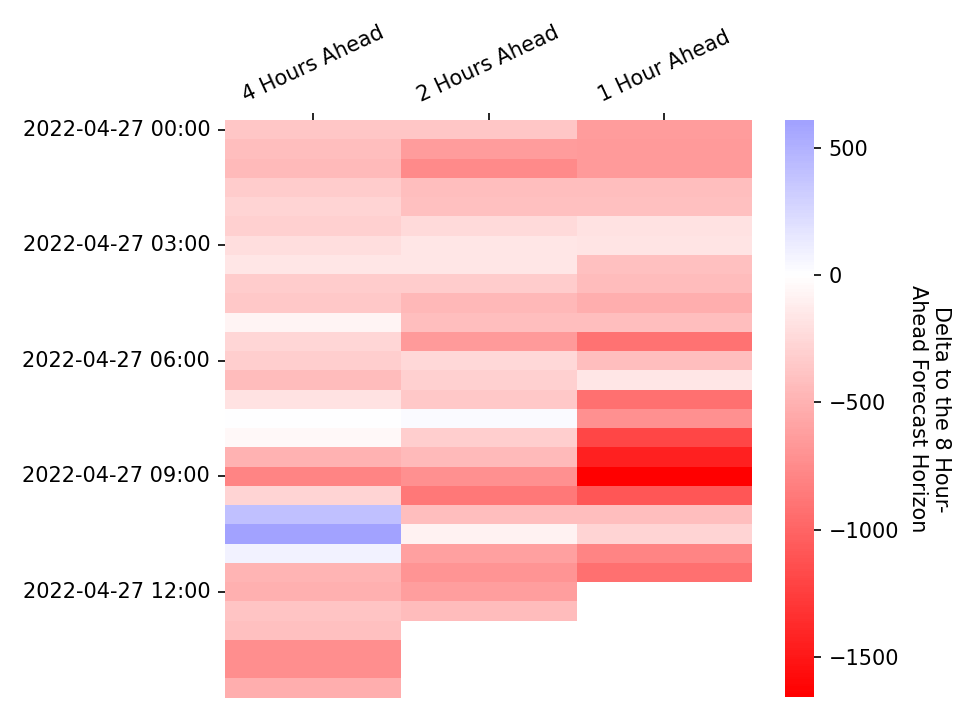 4 Hours Ahead
2 Hours Ahead
1 Hour Ahead
2022-04-27 00:00
2022-04-27 03:00
2022-04-27 06:00
2022-04-27 09:00
2022-04-27 12:00
500
0
−500
−1000
−1500
Delta to the 8 Hour-
Ahead Forecast Horizon